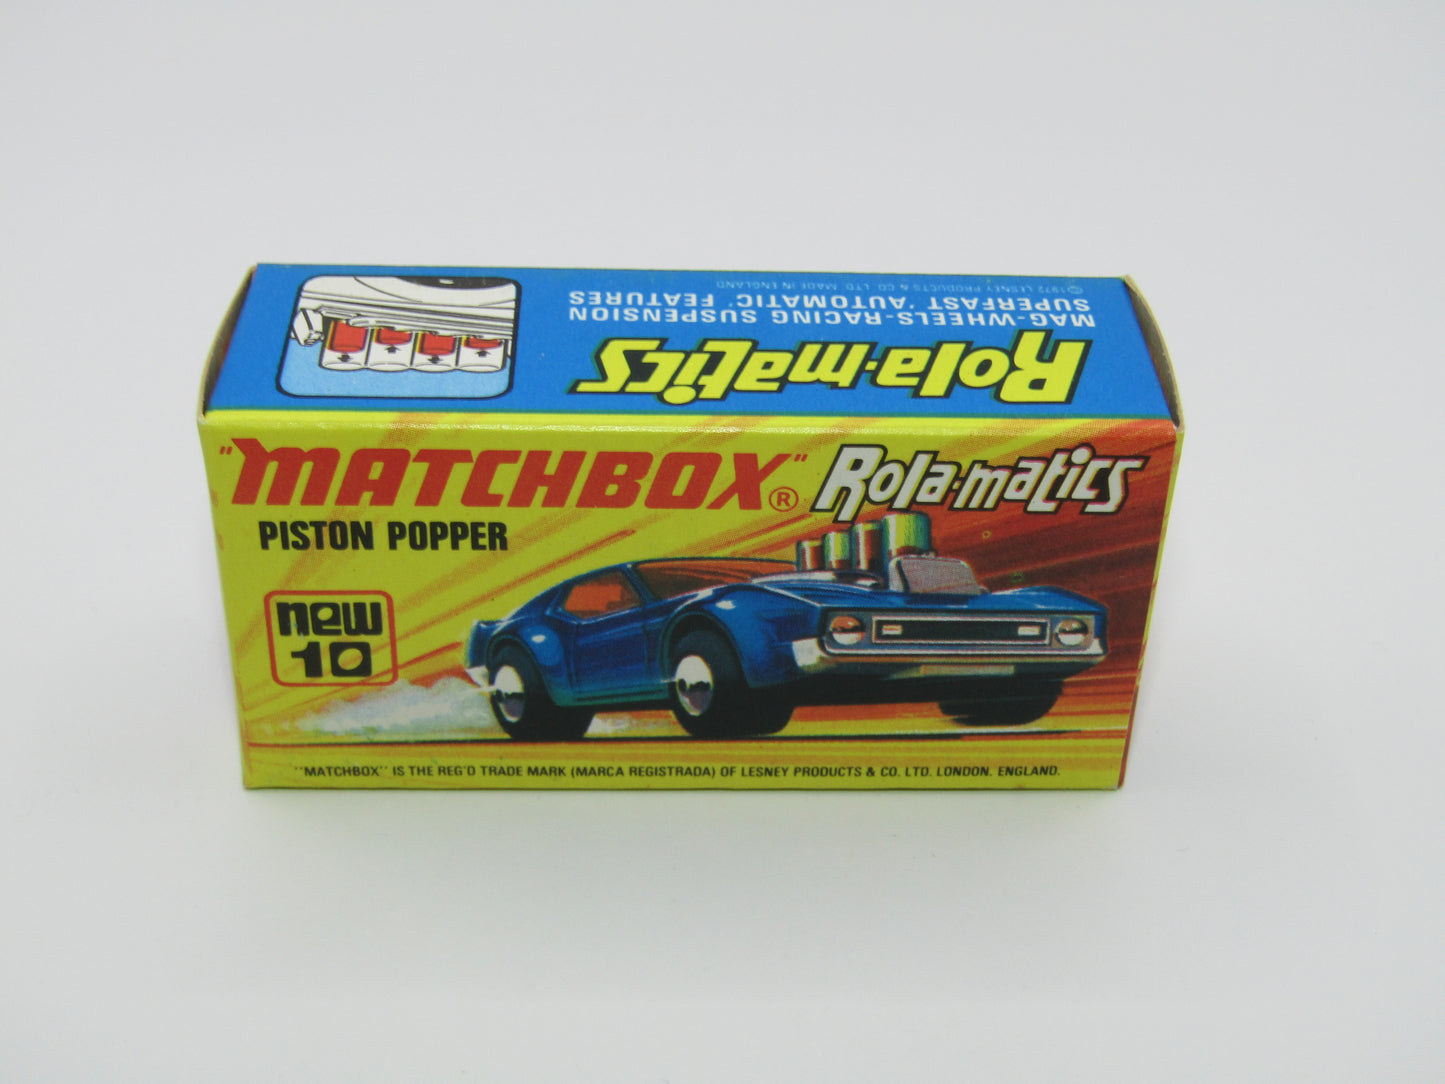 "MATCHBOX"® Rola-matics
PISTON POPPER
new
10
"MATCHBOX" IS THE REG'D TRADE MARK (MARCA REGISTRADA) OF LESNEY PRODUCTS & CO. LTD. LONDON. ENGLAND.
Rola-matics
MAG-WHEELS-RACING SUSPENSION
SUPERFAST 'AUTOMATIC' FEATURES
©1972 LESNEY PRODUCTS & CO. LTD. MADE IN ENGLAND